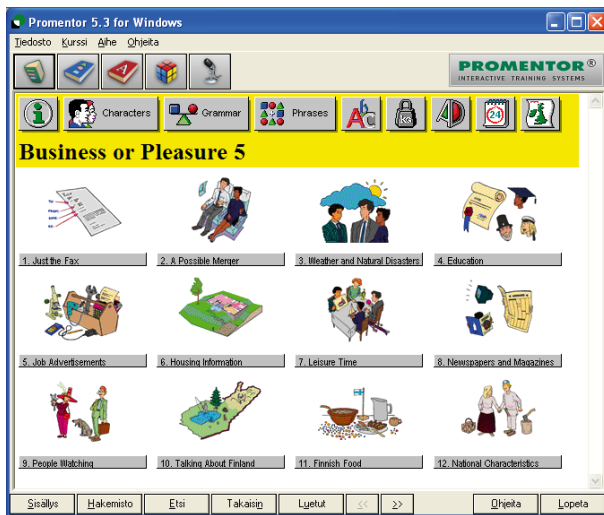 Promentor 5.3 for Windows
Tiedosto Kurssi Aihe Ohjeita
PROMENTOR®
INTERACTIVE TRAINING SYSTEMS
Characters Grammar Phrases Abc KG 24
Business or Pleasure 5
1. Just the Fax 2. A Possible Merger 3. Weather and Natural Disasters 4. Education
5. Job Advertisements 6. Housing Information 7. Leisure Time 8. Newspapers and Magazines
9. People Watching 10. Talking About Finland 11. Finnish Food 12. National Characteristics
Sisällys Hakemisto Etsi Takaisin Luetut << >> Ohjeita Lopeta